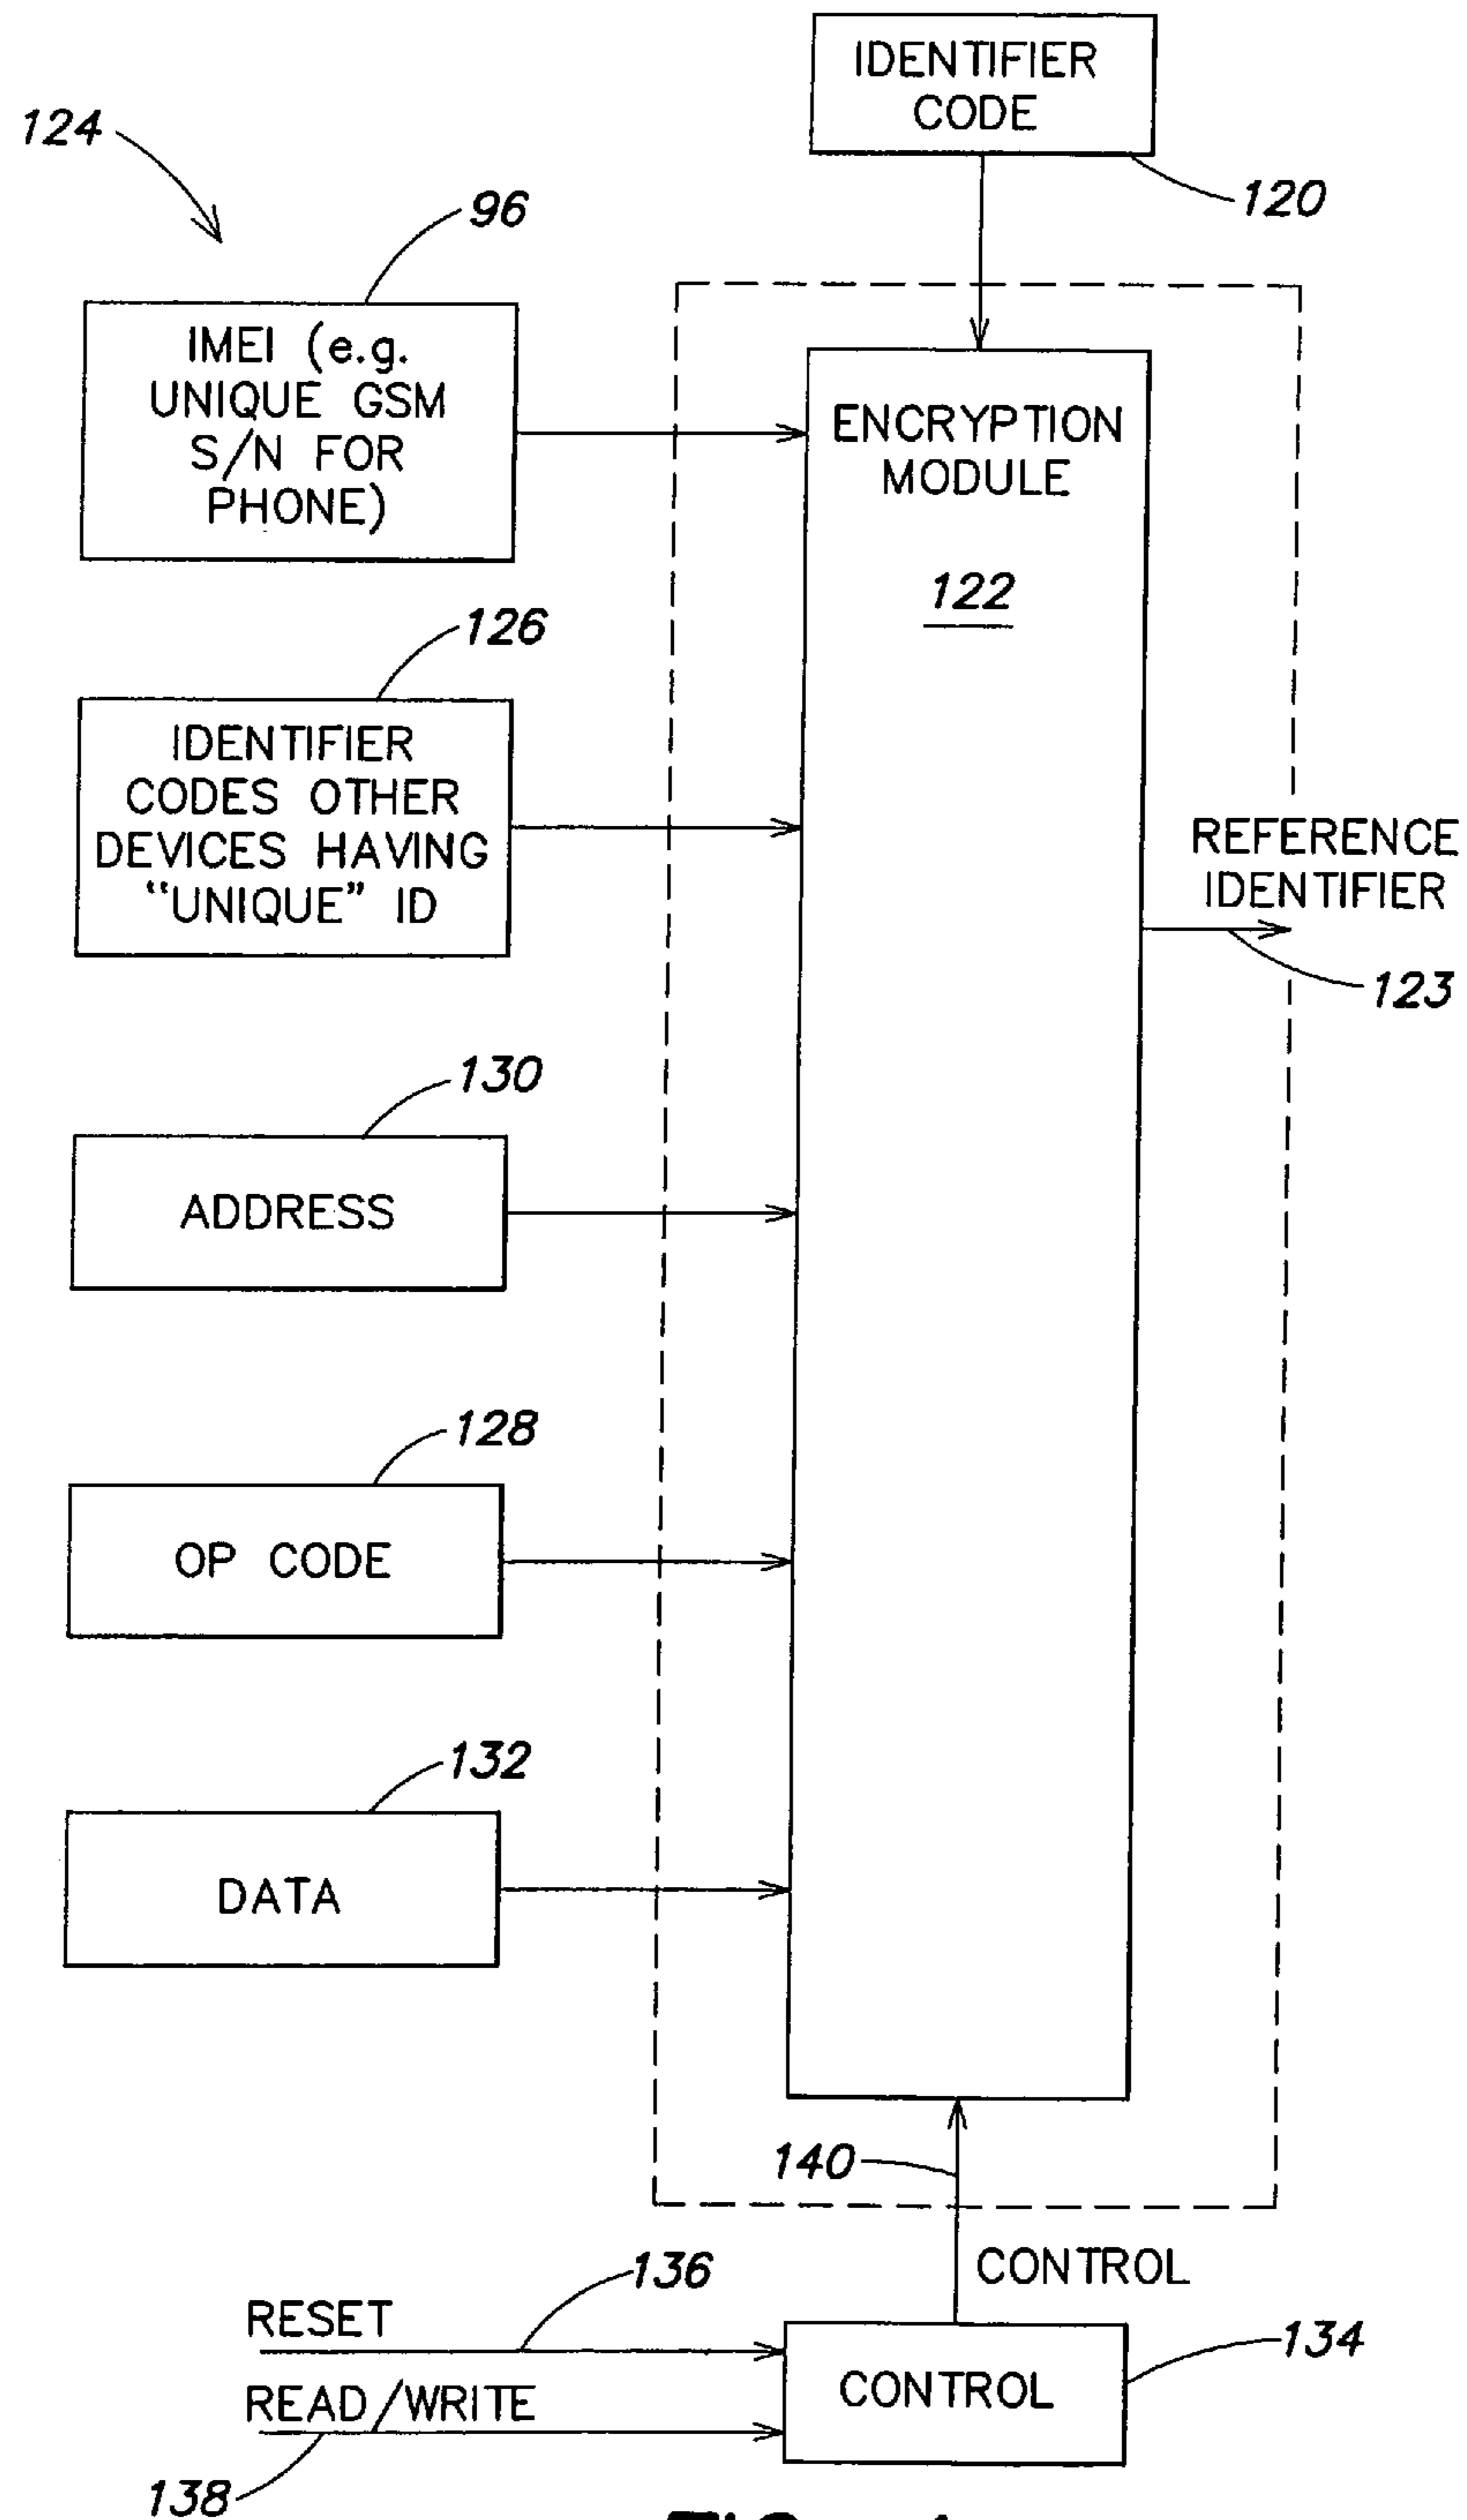 IDENTIFIER
CODE
120
124
96
IMEI (e.g.
UNIQUE GSM
S/N FOR
PHONE)
ENCRYPTION
MODULE
122
126
IDENTIFIER
CODES OTHER
DEVICES HAVING
“UNIQUE” ID
REFERENCE
IDENTIFIER
123
130
ADDRESS
128
OP CODE
132
DATA
140
CONTROL
136
RESET
134
CONTROL
READ/WRITE
138